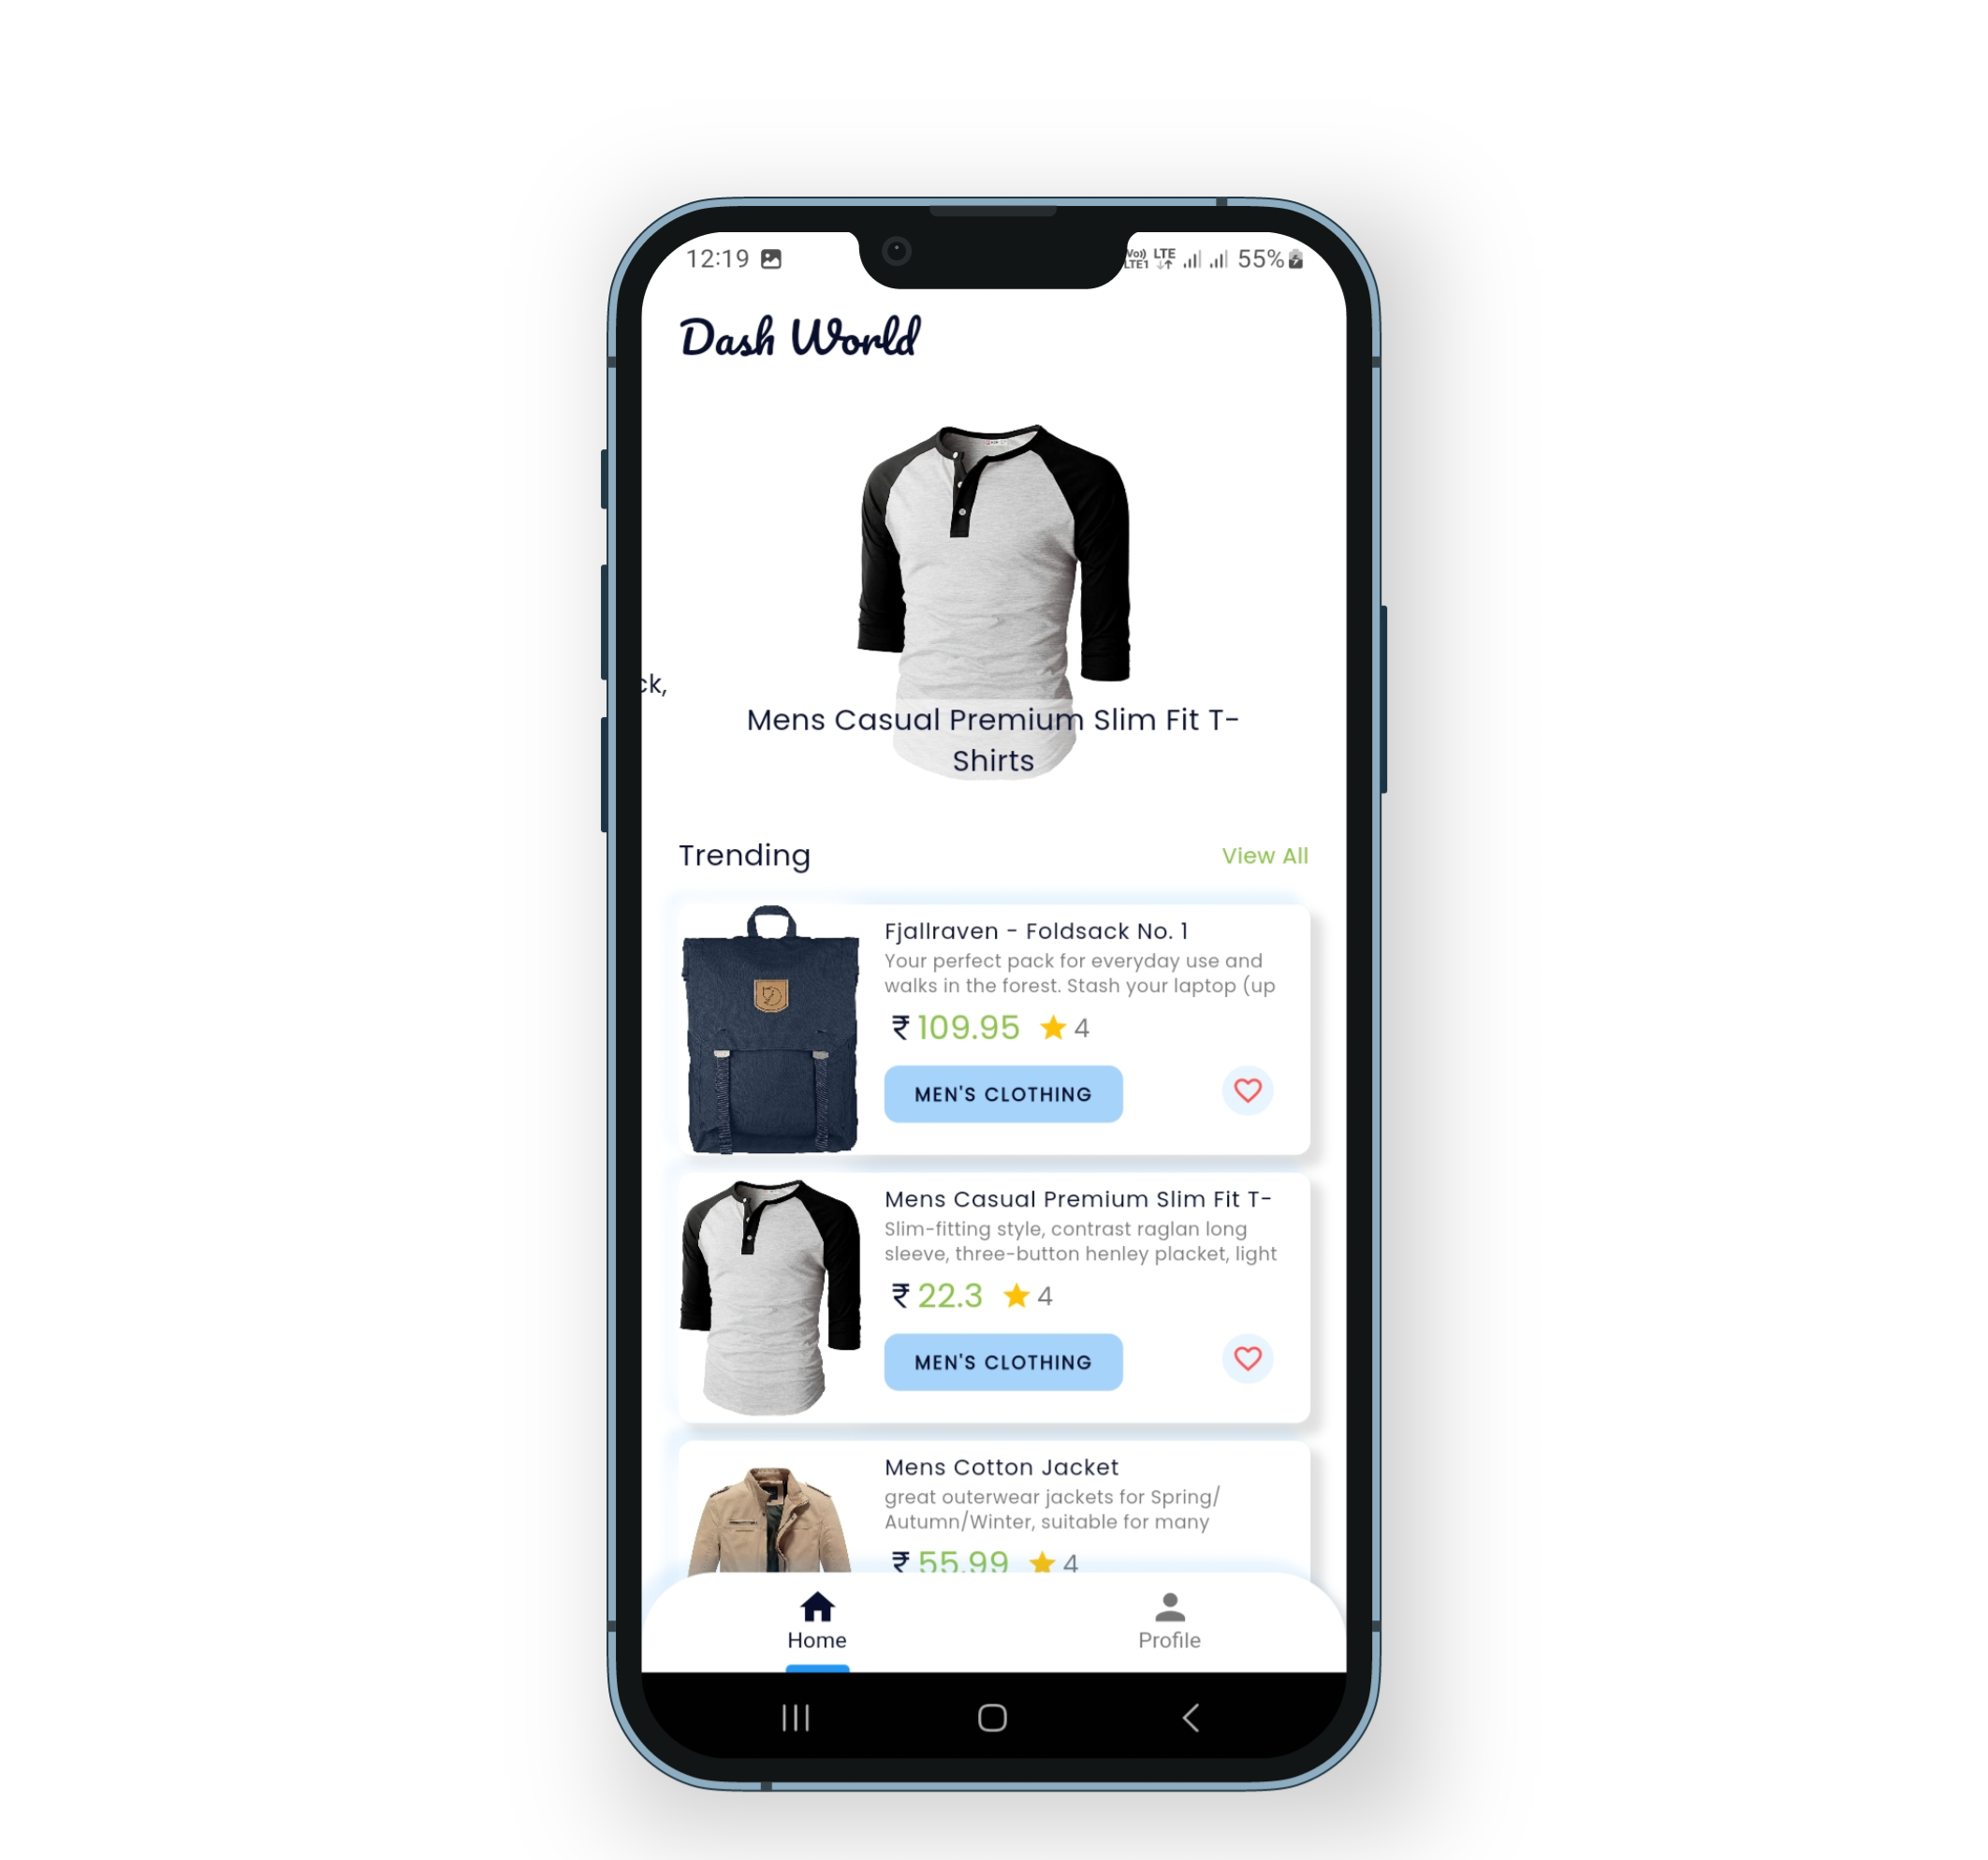 12:19
Vo)) LTE
LTE1
55%
Dash World
ck,
Mens Casual Premium Slim Fit T-
Shirts
Trending
View All
Fjallraven - Foldsack No. 1
Your perfect pack for everyday use and
walks in the forest. Stash your laptop (up
₹ 109.95 4
MEN'S CLOTHING
Mens Casual Premium Slim Fit T-
Slim-fitting style, contrast raglan long
sleeve, three-button henley placket, light
₹ 22.3 4
MEN'S CLOTHING
Mens Cotton Jacket
great outerwear jackets for Spring/
Autumn/Winter, suitable for many
₹ 55.99 4
Home
Profile